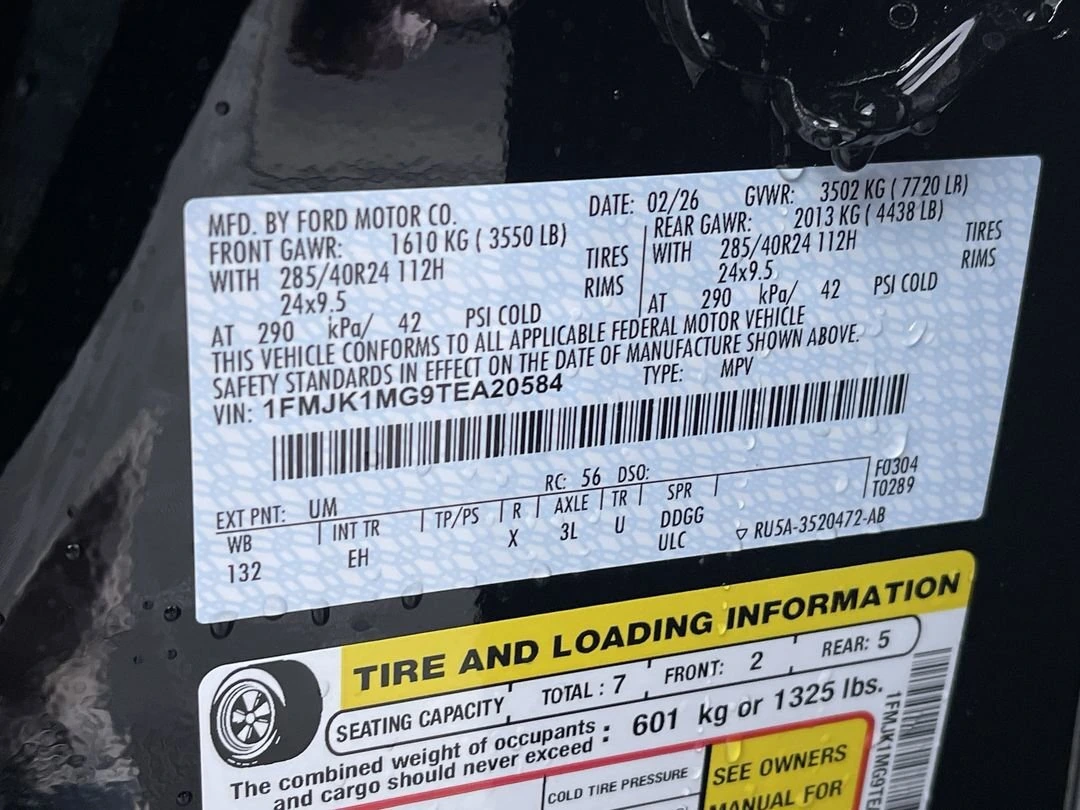 MFD. BY FORD MOTOR CO.
DATE: 02/26 GVWR: 3502 KG ( 7720 LB)
FRONT GAWR: 1610 KG ( 3550 LB)
WITH 285/40R24 112H TIRES
24x9.5 RIMS
AT 290 kPa/ 42 PSI COLD
REAR GAWR: 2013 KG ( 4438 LB)
WITH 285/40R24 112H TIRES
24x9.5 RIMS
AT 290 kPa/ 42 PSI COLD
THIS VEHICLE CONFORMS TO ALL APPLICABLE FEDERAL MOTOR VEHICLE
SAFETY STANDARDS IN EFFECT ON THE DATE OF MANUFACTURE SHOWN ABOVE.
VIN: 1FMJK1MG9TEA20584 TYPE: MPV
EXT PNT: UM RC: 56 DSO:
WB INT TR TP/PS R AXLE TR SPR F0304
T0289
132 EH X 3L U DDGG
ULC ▽ RU5A-3520472-AB
TIRE AND LOADING INFORMATION
SEATING CAPACITY TOTAL : 7 FRONT: 2 REAR: 5
The combined weight of occupants : 601 kg or 1325 lbs.
and cargo should never exceed
COLD TIRE PRESSURE
SEE OWNERS
MANUAL FOR